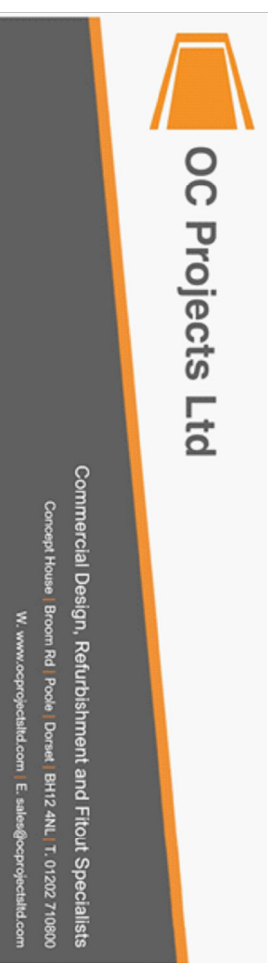 OC Projects Ltd
Commercial Design, Refurbishment and Fitout Specialists
Concept House | Broom Rd | Poole | Dorset | BH12 4NL | T. 01202 710800
W. www.ocprojectsltd.com | E. sales@ocprojectsltd.com